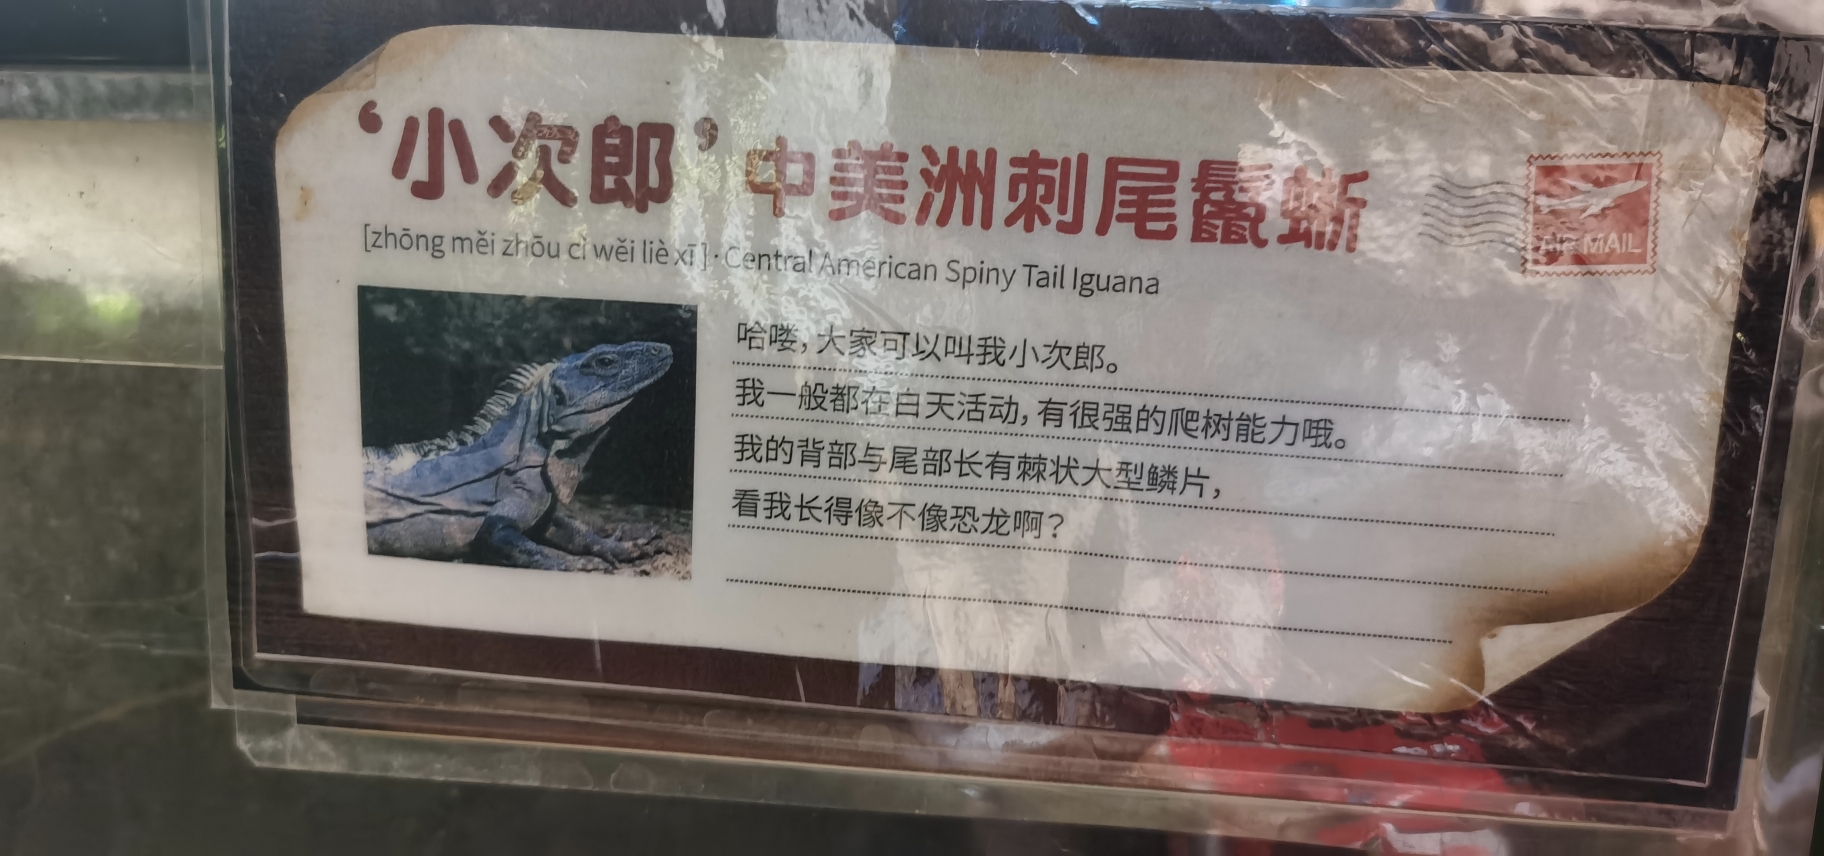 ‘小次郎’中美洲刺尾鬣蜥
[zhōng měi zhōu cì wěi liè xī]·Central American Spiny Tail Iguana
AIR MAIL
哈喽,大家可以叫我小次郎。
我一般都在白天活动,有很强的爬树能力哦。
我的背部与尾部长有棘状大型鳞片,
看我长得像不像恐龙啊?